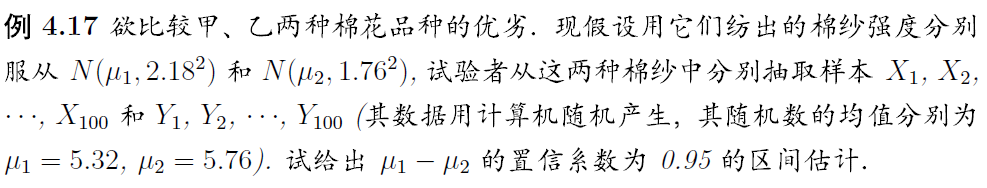 例 4.17 欲比较甲、乙两种棉花品种的优劣. 现假设用它们纺出的棉纱强度分别
服从 N(μ₁, 2.18²) 和 N(μ₂, 1.76²), 试验者从这两种棉纱中分别抽取样本 X₁, X₂,
⋯, X₁₀₀ 和 Y₁, Y₂, ⋯, Y₁₀₀ (其数据用计算机随机产生, 其随机数的均值分别为
μ₁ = 5.32, μ₂ = 5.76). 试给出 μ₁ − μ₂ 的置信系数为 0.95 的区间估计.